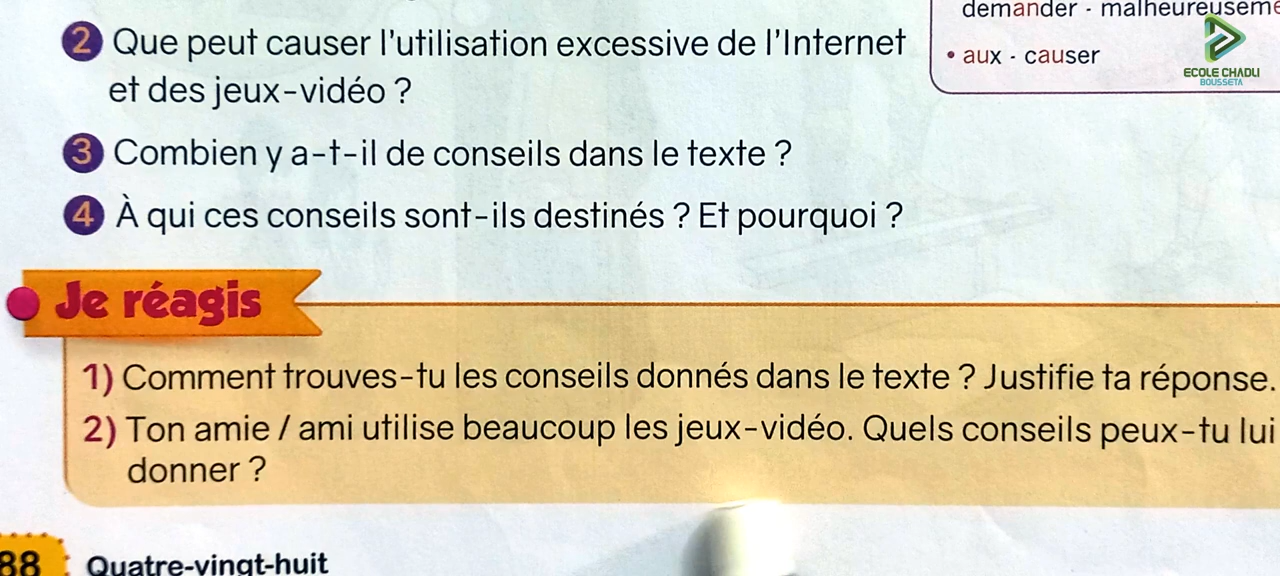 demander - malheureuseme
• aux - causer
ECOLE CHADLI
BOUSSETA
2 Que peut causer l'utilisation excessive de l'Internet
et des jeux-vidéo ?
3 Combien y a-t-il de conseils dans le texte ?
4 À qui ces conseils sont-ils destinés ? Et pourquoi ?
Je réagis
1) Comment trouves-tu les conseils donnés dans le texte ? Justifie ta réponse.
2) Ton amie / ami utilise beaucoup les jeux-vidéo. Quels conseils peux-tu lui
donner ?
88 Quatre-vingt-huit